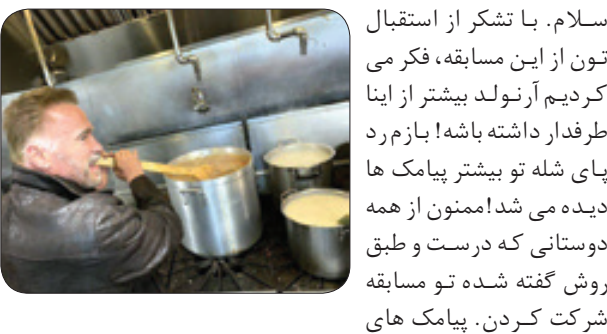 سلام. با تشکر از استقبال
تون از این مسابقه، فکر می
کردیم آرنولد بیشتر از اینا
طرفدار داشته باشه! بازم رد
پای شله تو بیشتر پیامک ها
دیده می شد! ممنون از همه
دوستانی که درست و طبق
روش گفته شده تو مسابقه
شرکت کردن. پیامک های